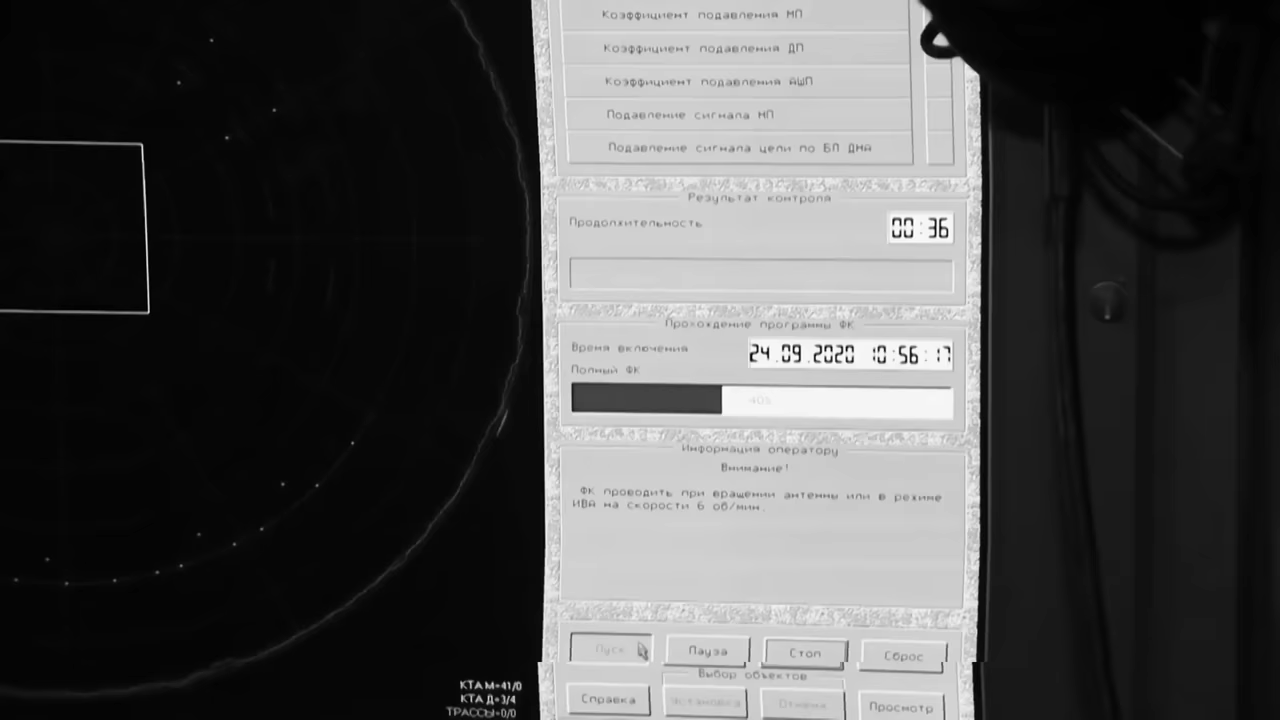 Коэффициент подавления МП
Коэффициент подавления ДП
Коэффициент подавления АШП
Подавление сигнала МП
Подавление сигнала цели по БЛ ДНА
Результат контроля
Продолжительность
00:36
Прохождение программы ФК
Время включения
24.09.2020 10:56:17
Полный ФК
40%
Информация оператору
Внимание!
ФК проводить при вращении антенны или в режиме
ИВА на скорости 6 об/мин.
Пуск
Пауза
Стоп
Сброс
Выбор объектов
Справка
Установка
Отмена
Просмотр
КТА М=41/0
КТА Д=3/4
ТРАССЫ=0/0